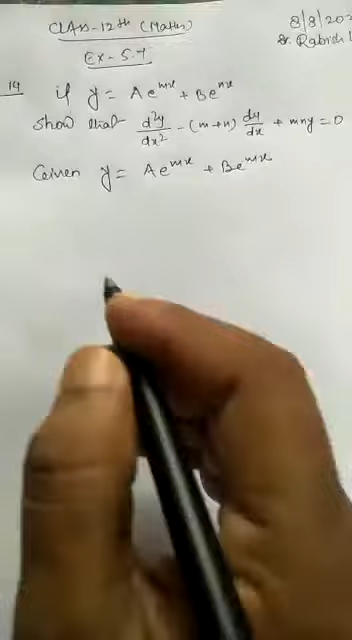 CLASS-12th (Maths)
8/8/202
Ex-5.7
14 if y = Ae^mx + Be^nx
show that d²y/dx² - (m+n) dy/dx + mny = 0
Given y = Ae^mx + Be^nx